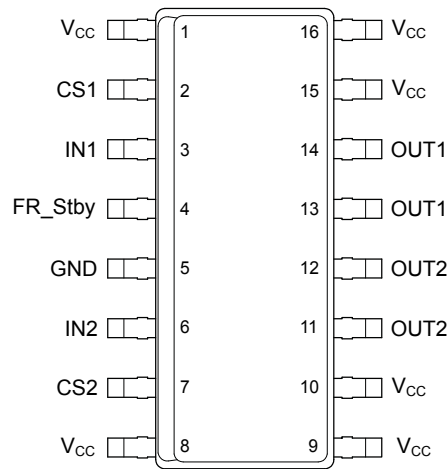 VCC 1 16 VCC
CS1 2 15 VCC
IN1 3 14 OUT1
FR_Stby 4 13 OUT1
GND 5 12 OUT2
IN2 6 11 OUT2
CS2 7 10 VCC
VCC 8 9 VCC